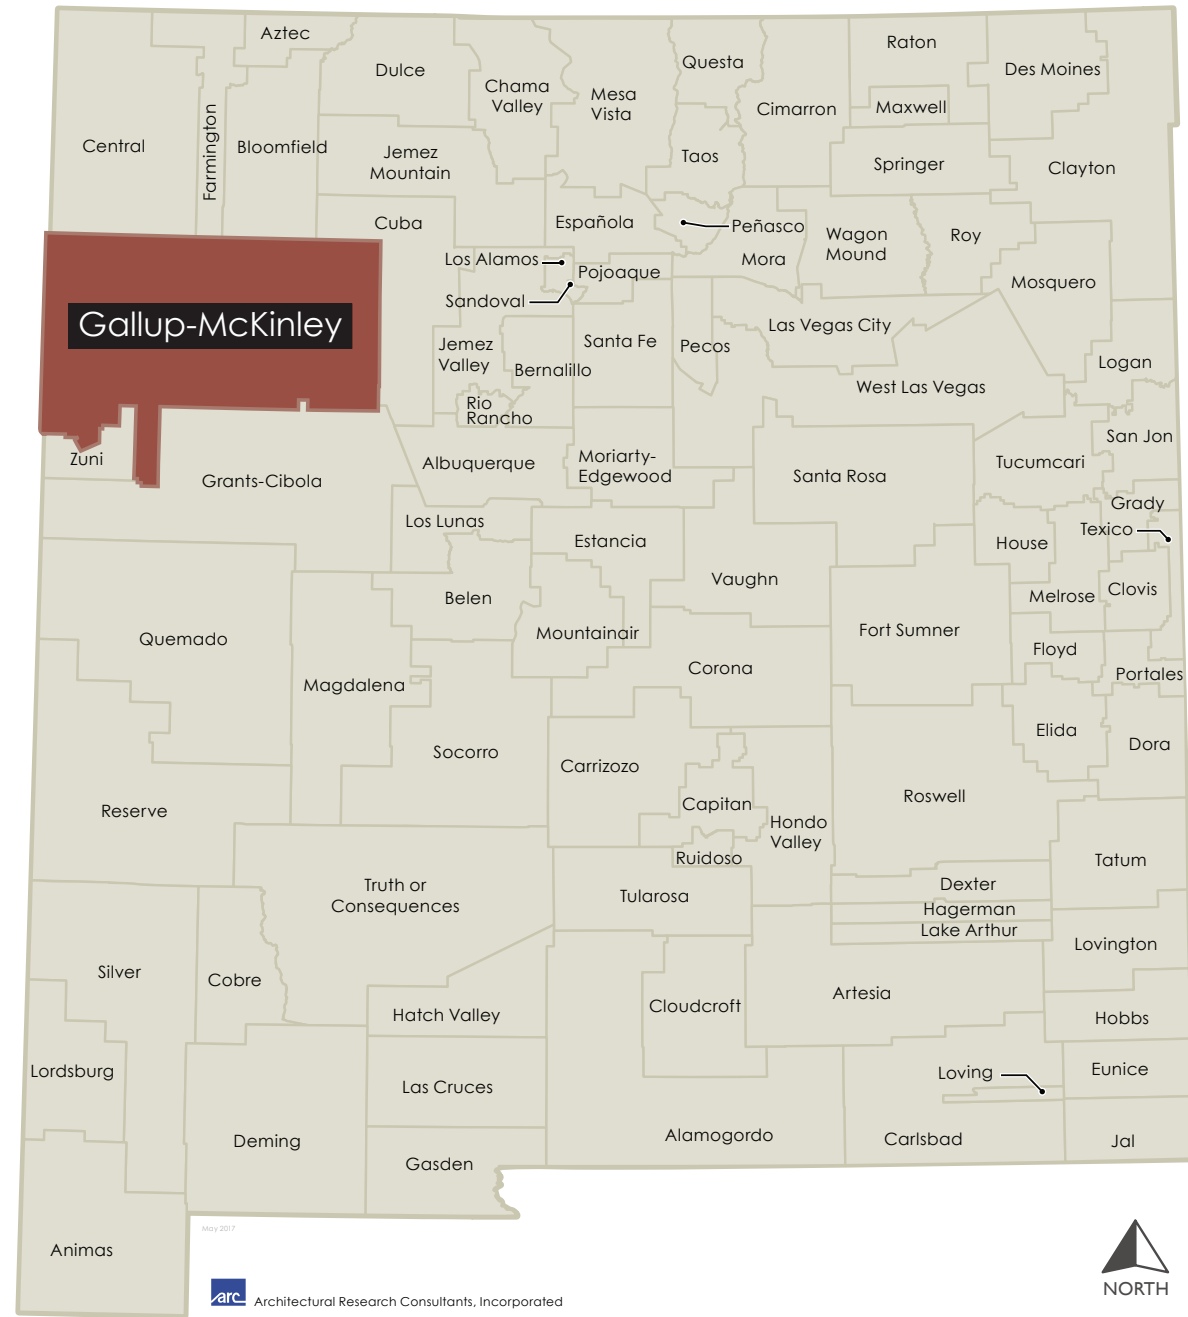 Aztec
Raton
Dulce
Questa
Des Moines
Chama
Valley
Mesa
Vista
Cimarron
Maxwell
Central
Farmington
Bloomfield
Jemez
Mountain
Taos
Springer
Clayton
Cuba
Española
Peñasco
Wagon
Mound
Roy
Los Alamos
Pojoaque
Mora
Mosquero
Sandoval
Gallup-McKinley
Las Vegas City
Jemez
Valley
Santa Fe
Pecos
Bernalillo
Logan
West Las Vegas
Rio
Rancho
San Jon
Zuni
Albuquerque
Moriarty-
Edgewood
Tucumcari
Grants-Cibola
Santa Rosa
Grady
Los Lunas
Texico
Estancia
House
Vaughn
Clovis
Belen
Melrose
Quemado
Mountainair
Fort Sumner
Floyd
Corona
Portales
Magdalena
Elida
Socorro
Dora
Carrizozo
Reserve
Capitan
Roswell
Hondo
Valley
Ruidoso
Tatum
Truth or
Consequences
Dexter
Tularosa
Hagerman
Lake Arthur
Lovington
Silver
Cobre
Artesia
Cloudcroft
Hatch Valley
Hobbs
Lordsburg
Loving
Eunice
Las Cruces
Deming
Alamogordo
Carlsbad
Jal
Gasden
May 2017
Animas
NORTH
arc
Architectural Research Consultants, Incorporated